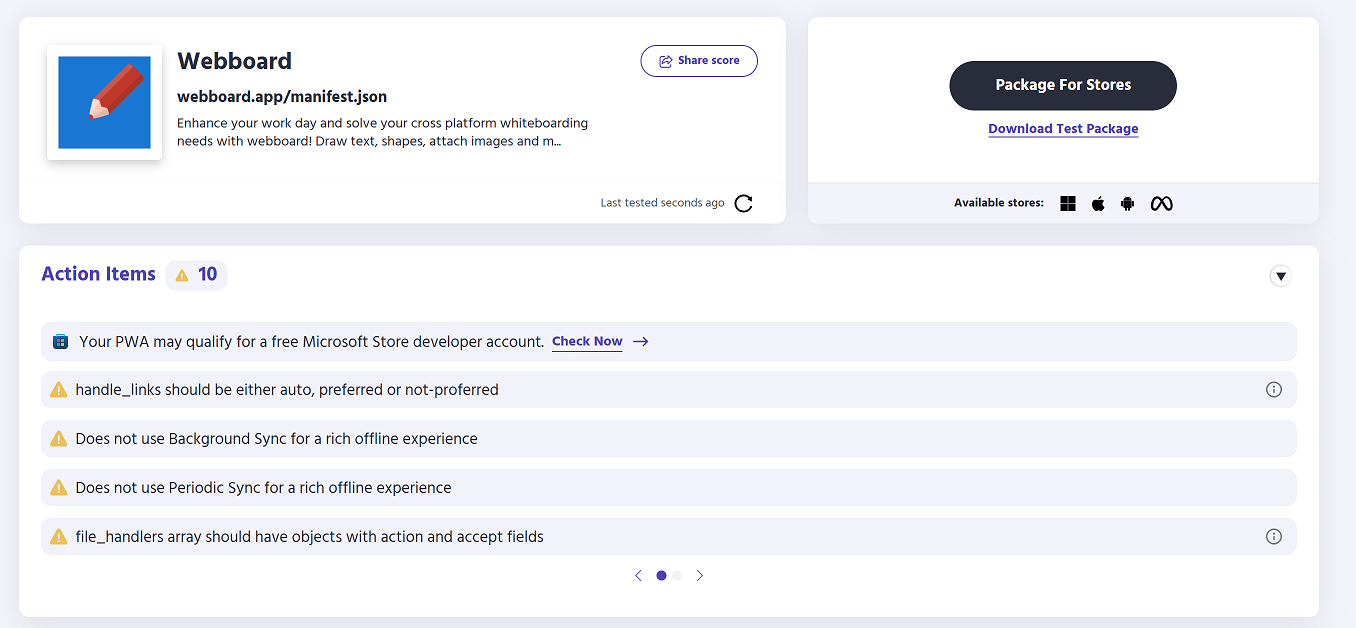 Webboard
Share score
webboard.app/manifest.json
Enhance your work day and solve your cross platform whiteboarding
needs with webboard! Draw text, shapes, attach images and m...
Last tested seconds ago
Package For Stores
Download Test Package
Available stores:
Action Items 10
Your PWA may qualify for a free Microsoft Store developer account. Check Now
handle_links should be either auto, preferred or not-proferred
Does not use Background Sync for a rich offline experience
Does not use Periodic Sync for a rich offline experience
file_handlers array should have objects with action and accept fields